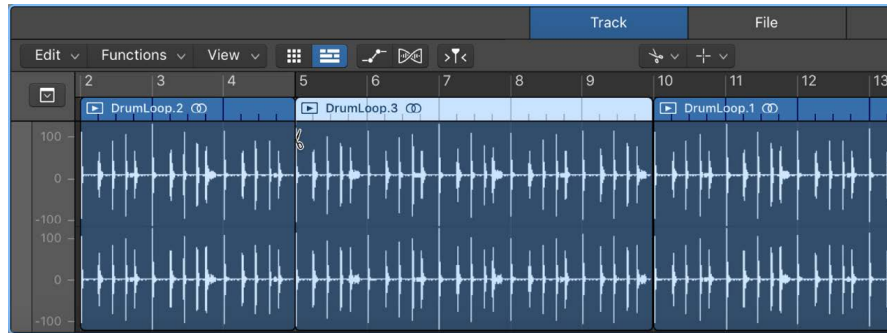 Track File
Edit Functions View
2 3 4 5 6 7 8 9 10 11 12 13
DrumLoop.2 DrumLoop.3 DrumLoop.1
100
0
-100
100
0
-100